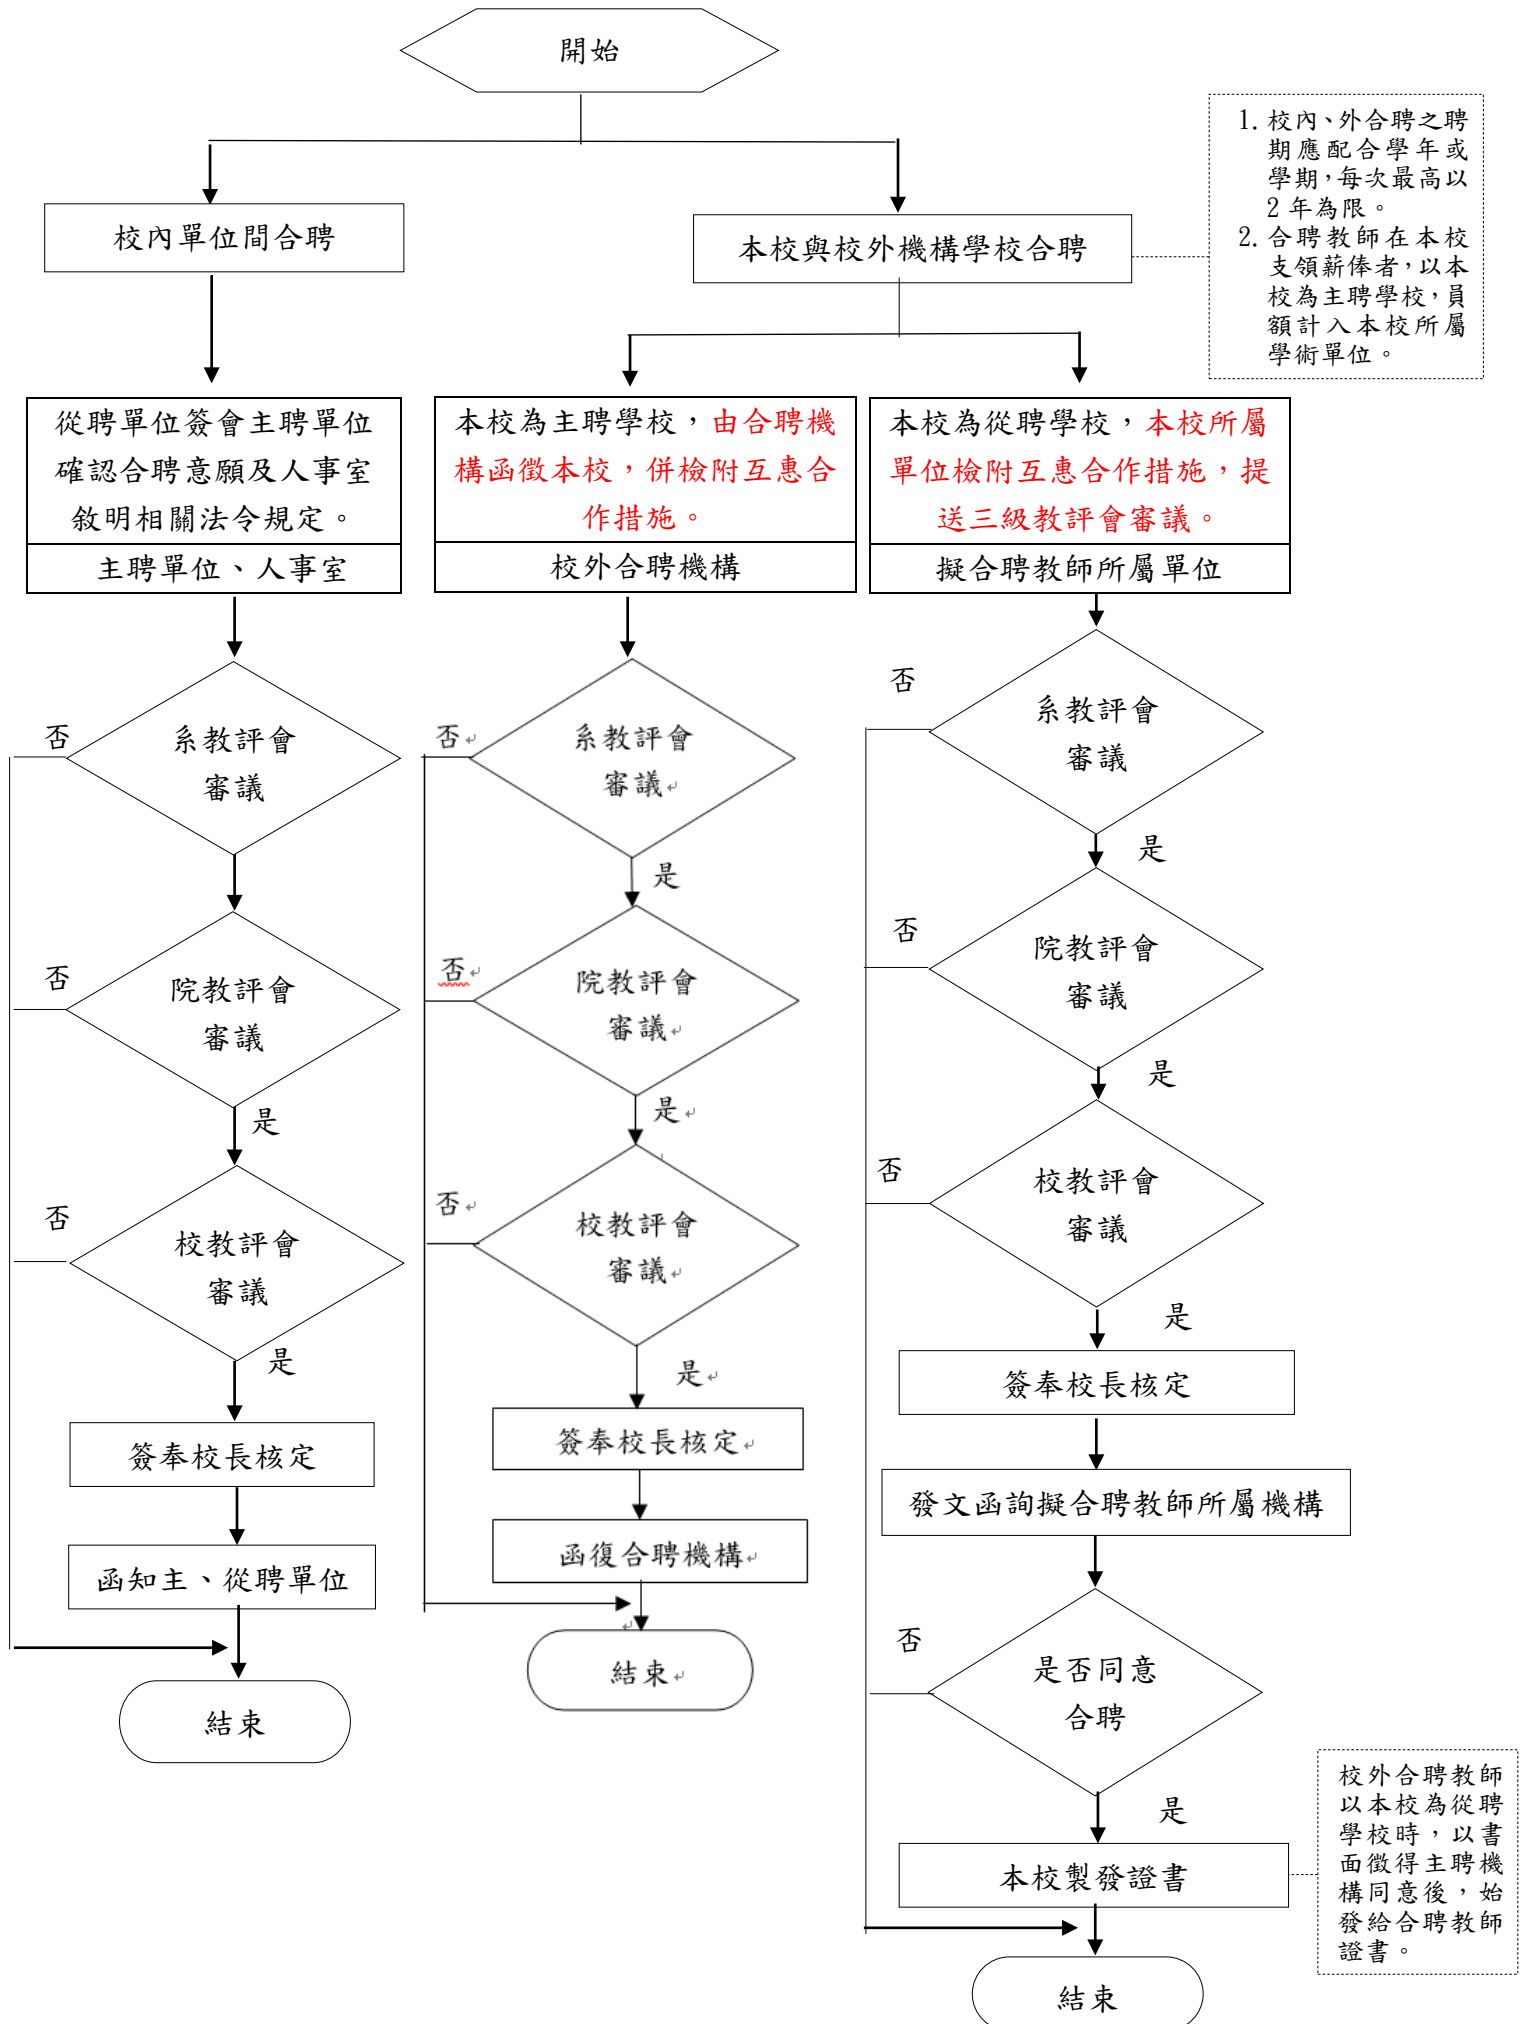 開始
1. 校內、外合聘之聘
期應配合學年或
學期，每次最高以
2 年為限。
2. 合聘教師在本校
支領薪俸者，以本
校為主聘學校，員
額計入本校所屬
學術單位。
校內單位間合聘
本校與校外機構學校合聘
從聘單位簽會主聘單位
確認合聘意願及人事室
敘明相關法令規定。
主聘單位、人事室
本校為主聘學校，由合聘機
構函徵本校，併檢附互惠合
作措施。
校外合聘機構
本校為從聘學校，本校所屬
單位檢附互惠合作措施，提
送三級教評會審議。
擬合聘教師所屬單位
否
系教評會
審議
否
院教評會
審議
是
否
校教評會
審議
是
簽奉校長核定
函知主、從聘單位
結束
否
系教評會
審議
是
否
院教評會
審議
是
否
校教評會
審議
是
簽奉校長核定
函復合聘機構
結束
否
系教評會
審議
是
否
院教評會
審議
是
否
校教評會
審議
是
簽奉校長核定
發文函詢擬合聘教師所屬機構
否
是否同意
合聘
是
本校製發證書
校外合聘教師
以本校為從聘
學校時，以書
面徵得主聘機
構同意後，始
發給合聘教師
證書。
結束